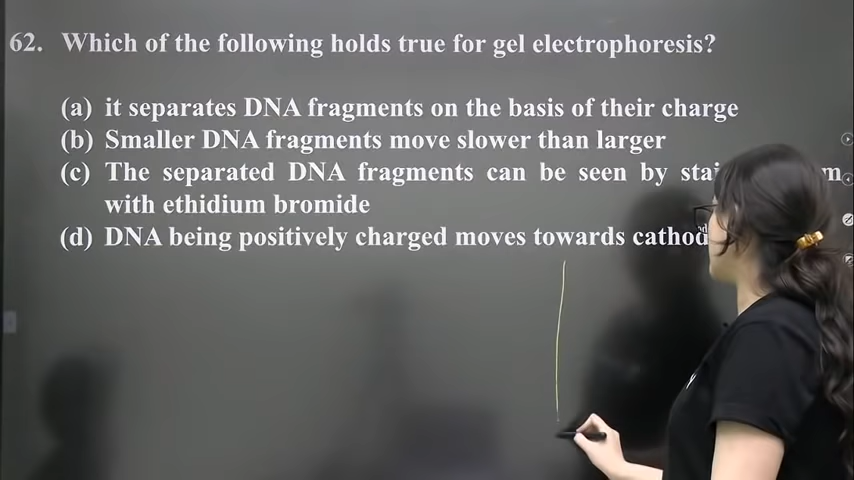 62. Which of the following holds true for gel electrophoresis?
(a) it separates DNA fragments on the basis of their charge
(b) Smaller DNA fragments move slower than larger
(c) The separated DNA fragments can be seen by
with ethidium bromide
(d) DNA being positively charged moves towards